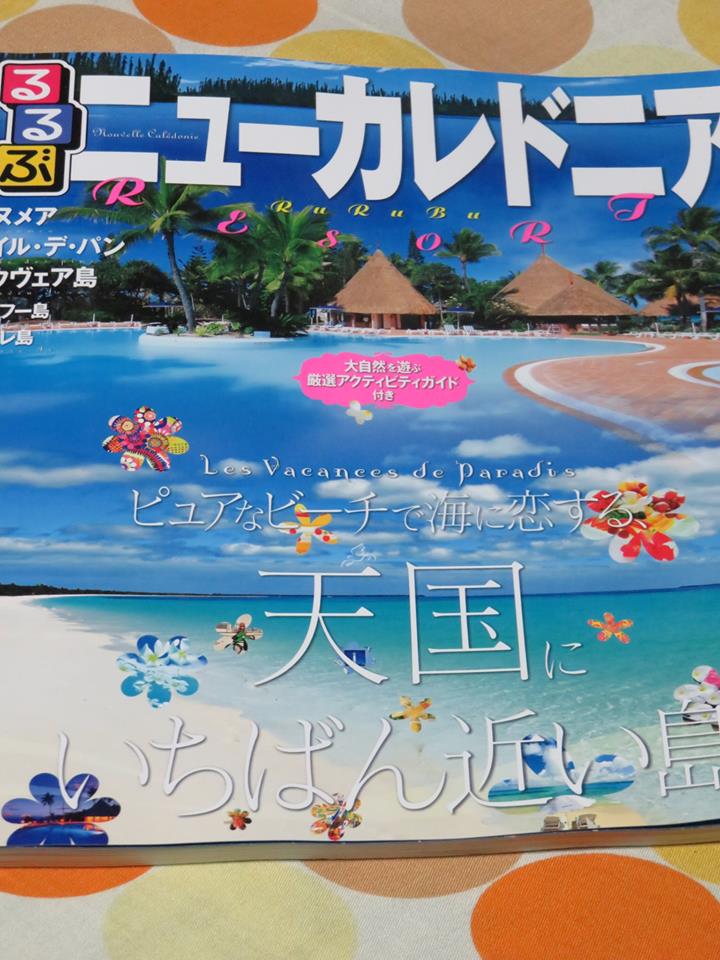 るるぶ
ニューカレドニア
Nouvelle Calédonie
RuRuBu
RESORT
ヌメア
イル・デ・パン
ウヴェア島
フー島
レ島
大自然を遊ぶ
厳選アクティビティガイド
付き
Les Vacances de Paradis
ピュアなビーチで海に恋する、
天国に
いちばん近い島